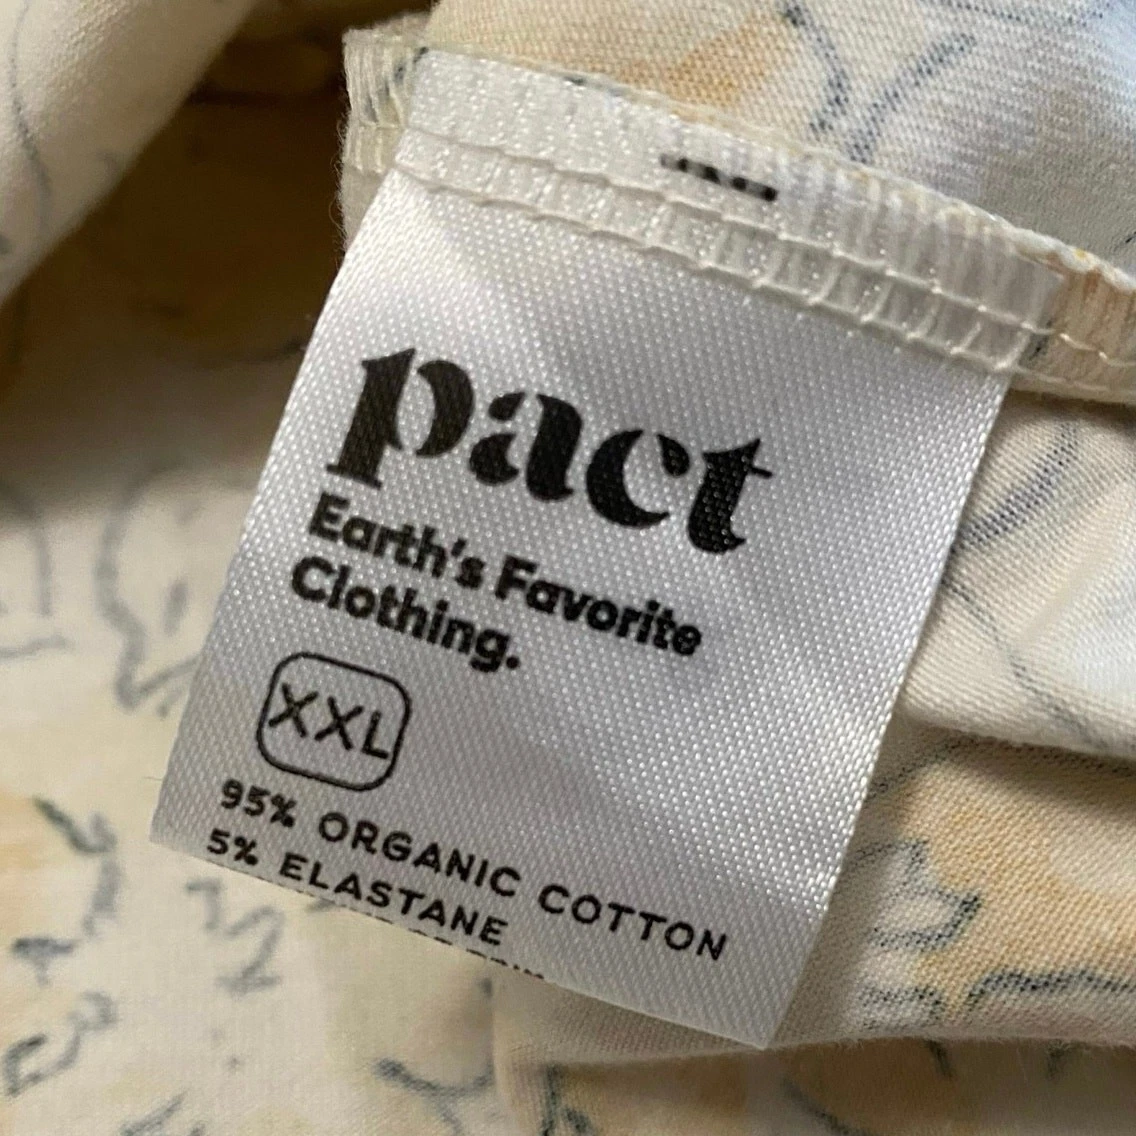 pact
Earth's Favorite
Clothing.
XXL
95% ORGANIC COTTON
5% ELASTANE